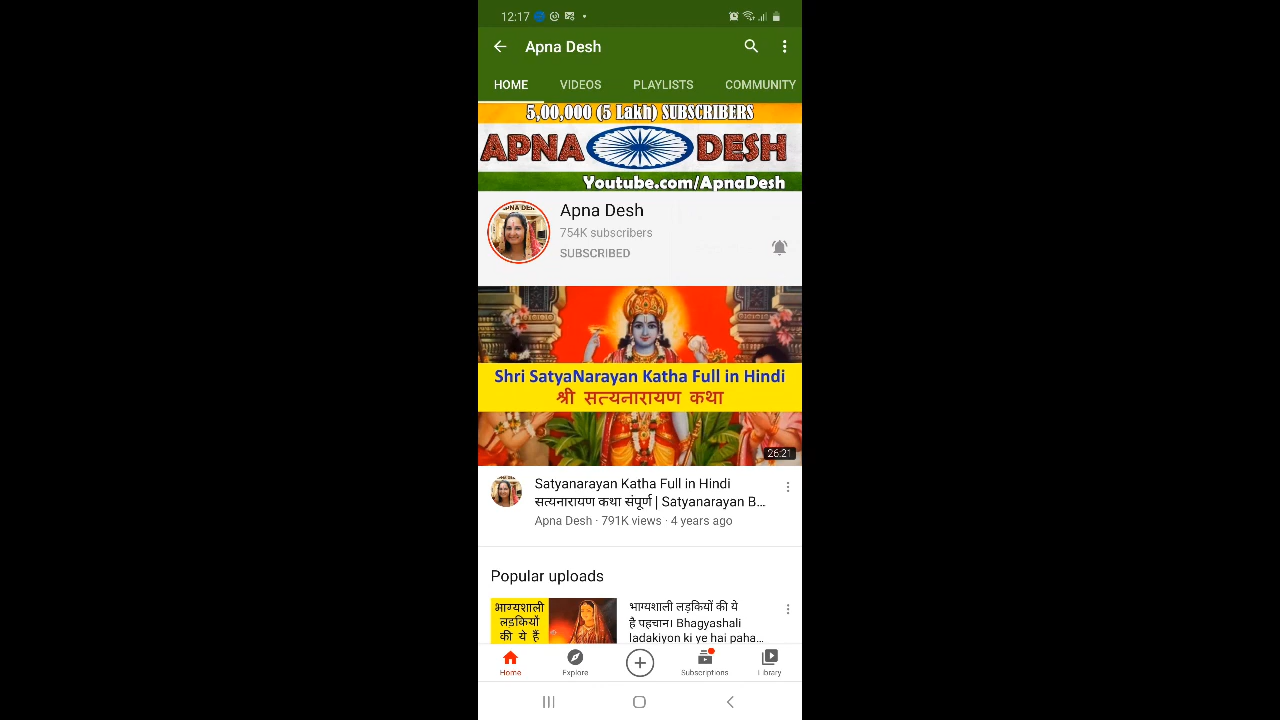 12:17
Apna Desh
HOME VIDEOS PLAYLISTS COMMUNITY
5,00,000 (5 Lakh) SUBSCRIBERS
APNA DESH
Youtube.com/ApnaDesh
Apna Desh
754K subscribers
SUBSCRIBED
Shri SatyaNarayan Katha Full in Hindi
श्री सत्यनारायण कथा
26:21
Satyanarayan Katha Full in Hindi
सत्यनारायण कथा संपूर्ण | Satyanarayan B...
Apna Desh · 791K views · 4 years ago
Popular uploads
भाग्यशाली
लडकियों
की ये हैं
भाग्यशाली लड़कियों की ये
है पहचान। Bhagyashali
ladakiyon ki ye hai paha...
Home Explore Subscriptions Library